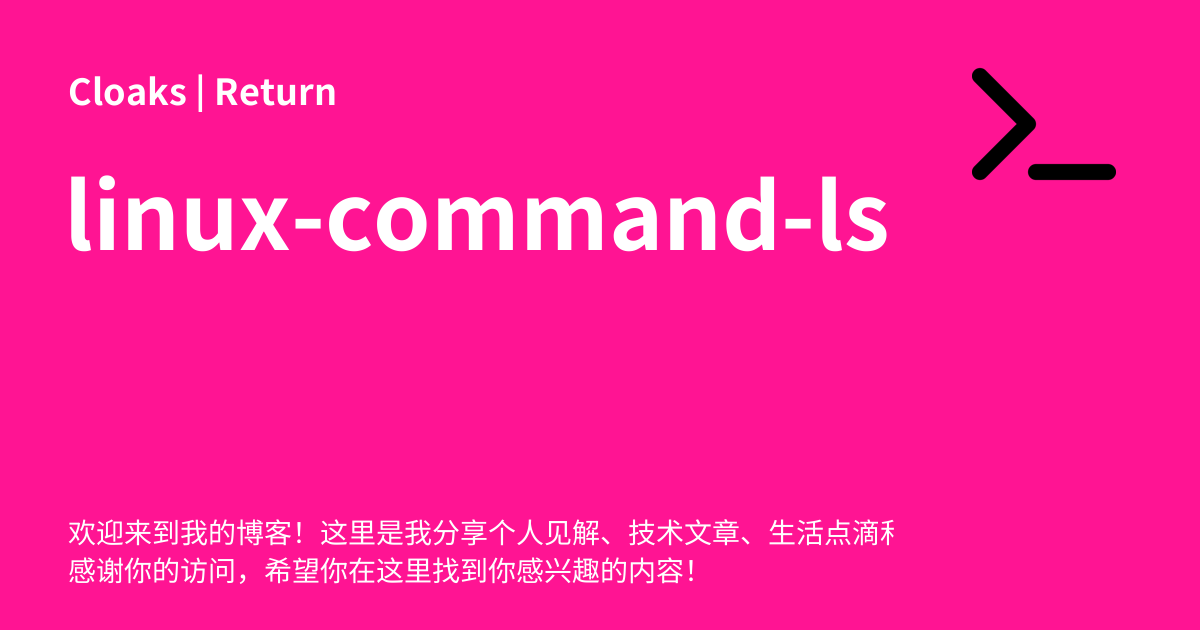 Cloaks | Return
linux-command-ls
欢迎来到我的博客！这里是我分享个人见解、技术文章、生活点滴
感谢你的访问，希望你在这里找到你感兴趣的内容！